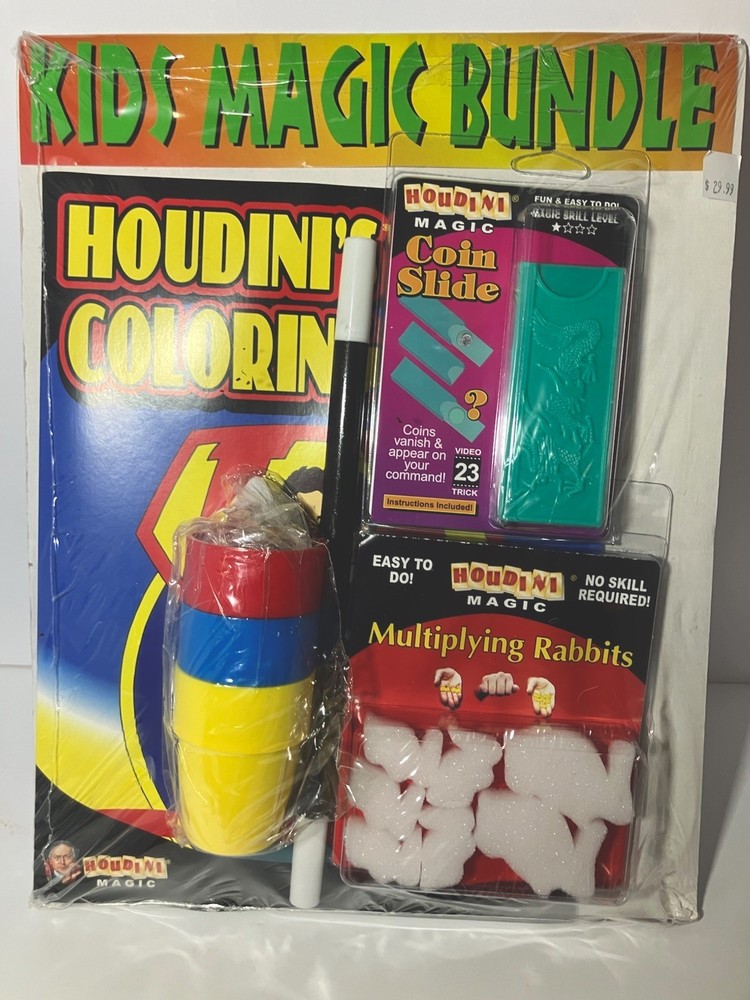 KIDS MAGIC BUNDLE
$ 29.99
HOUDINI'S
COLORIN
HOUDINI®
MAGIC
FUN & EASY TO DO!
MAGIC SKILL LEVEL
Coin
Slide
?
Coins
vanish &
appear on
your
command!
VIDEO
23
TRICK
Instructions Included!
EASY TO
DO!
HOUDINI®
MAGIC
NO SKILL
REQUIRED!
Multiplying Rabbits
HOUDINI®
MAGIC